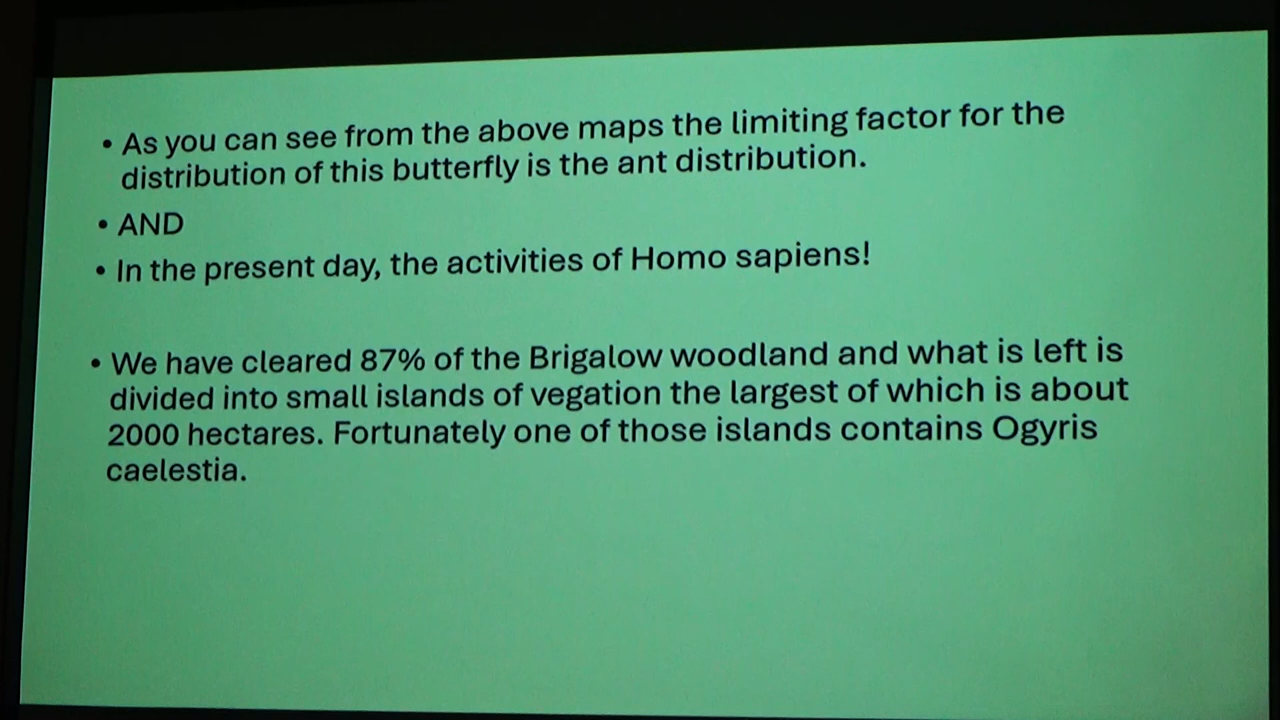 • As you can see from the above maps the limiting factor for the
distribution of this butterfly is the ant distribution.
• AND
• In the present day, the activities of Homo sapiens!
• We have cleared 87% of the Brigalow woodland and what is left is
divided into small islands of vegation the largest of which is about
2000 hectares. Fortunately one of those islands contains Ogyris
caelestia.